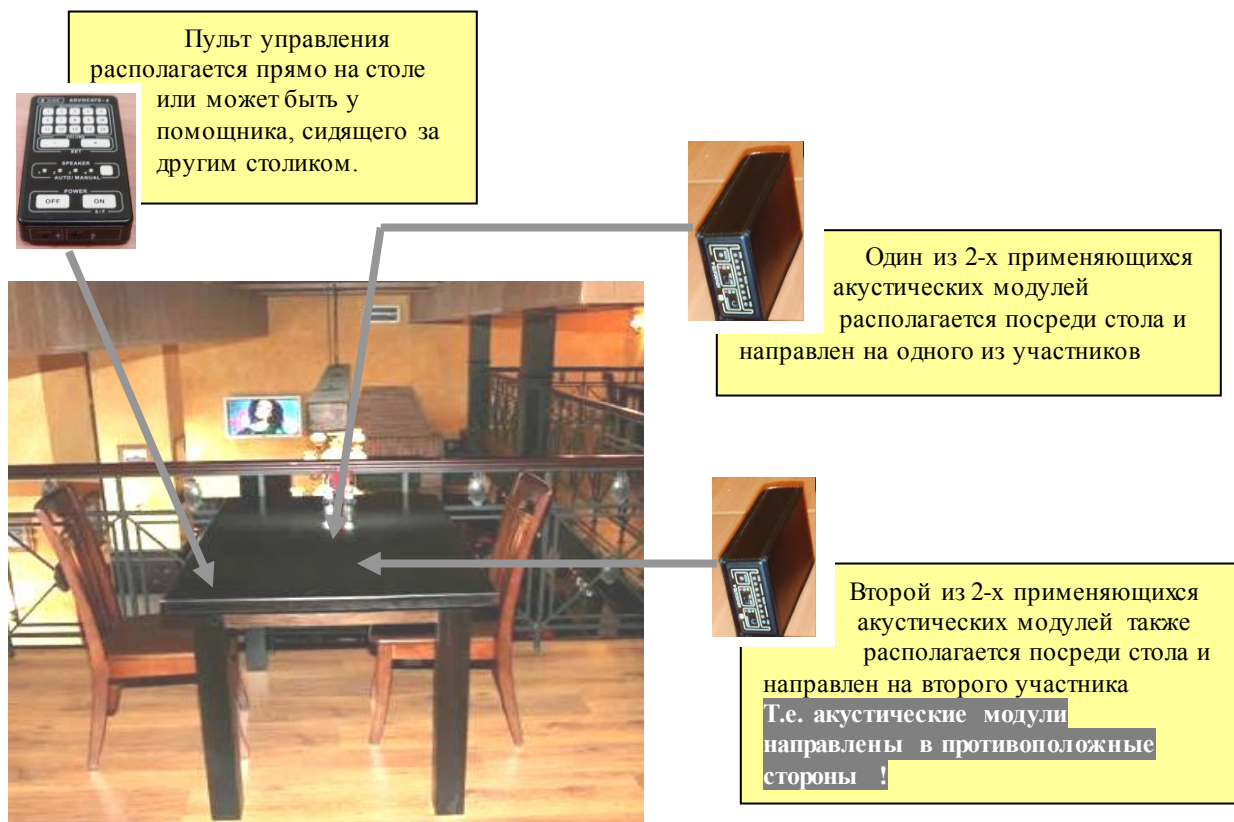 Пульт управления
располагается прямо на столе
или может быть у
помощника, сидящего за
другим столиком.
ADVOCATE-4
VOLUME
SET
SPEAKER
AUTO/MANUAL
POWER
OFF ON
Один из 2-х применяющихся
акустических модулей
располагается посреди стола и
направлен на одного из участников
Второй из 2-х применяющихся
акустических модулей также
располагается посреди стола и
направлен на второго участника
Т.е. акустические модули
направлены в противоположные
стороны !